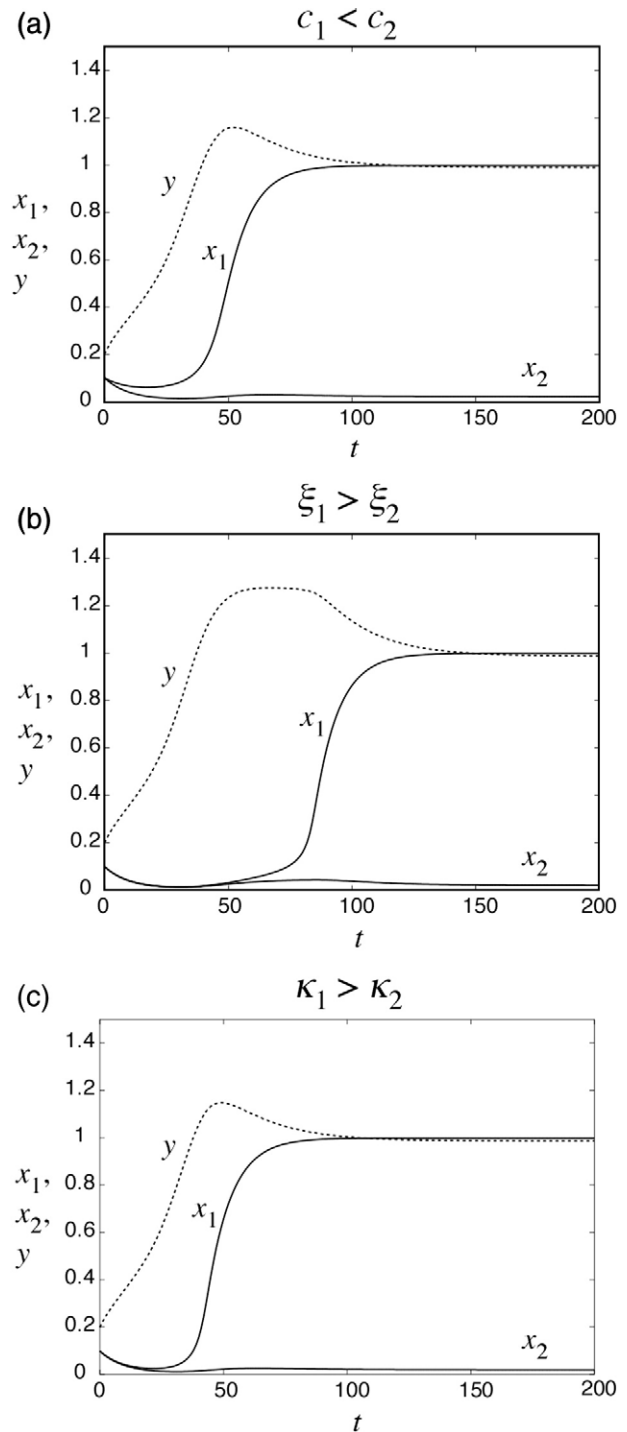 (a)
c₁ < c₂
1.4
1.2
1
0.8
0.6
0.4
0.2
0
x₁,
x₂,
y
y
x₁
x₂
0 50 100 150 200
t
(b)
ξ₁ > ξ₂
1.4
1.2
1
0.8
0.6
0.4
0.2
0
x₁,
x₂,
y
y
x₁
x₂
0 50 100 150 200
t
(c)
κ₁ > κ₂
1.4
1.2
1
0.8
0.6
0.4
0.2
0
x₁,
x₂,
y
y
x₁
x₂
0 50 100 150 200
t